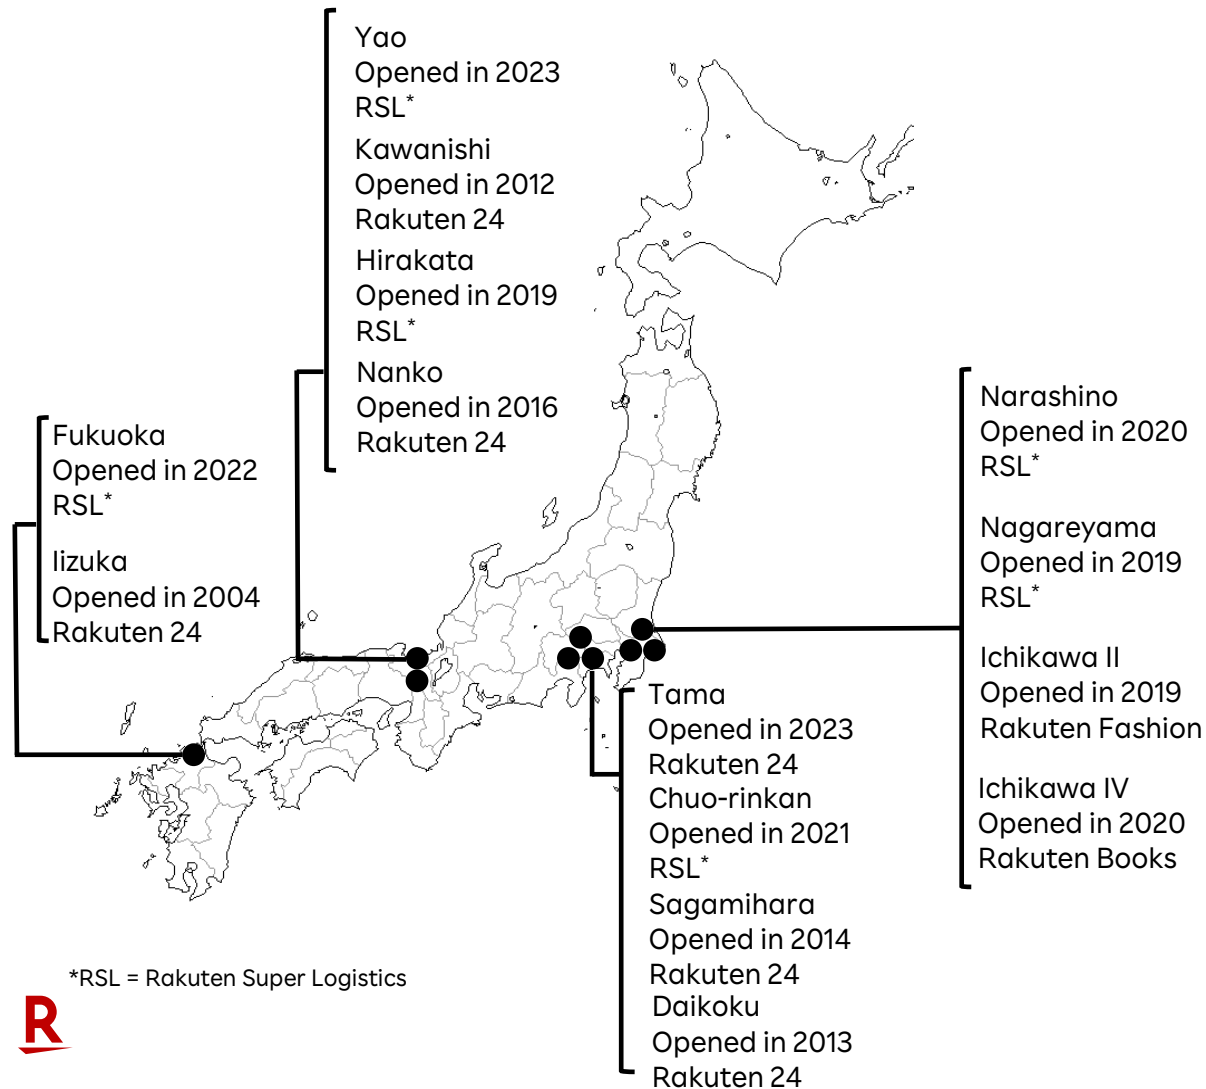 Yao
Opened in 2023
RSL*
Kawanishi
Opened in 2012
Rakuten 24
Hirakata
Opened in 2019
RSL*
Nanko
Opened in 2016
Rakuten 24
Fukuoka
Opened in 2022
RSL*
Iizuka
Opened in 2004
Rakuten 24
Narashino
Opened in 2020
RSL*
Nagareyama
Opened in 2019
RSL*
Ichikawa II
Opened in 2019
Rakuten Fashion
Ichikawa IV
Opened in 2020
Rakuten Books
Tama
Opened in 2023
Rakuten 24
Chuo-rinkan
Opened in 2021
RSL*
Sagamihara
Opened in 2014
Rakuten 24
Daikoku
Opened in 2013
Rakuten 24
*RSL = Rakuten Super Logistics
R